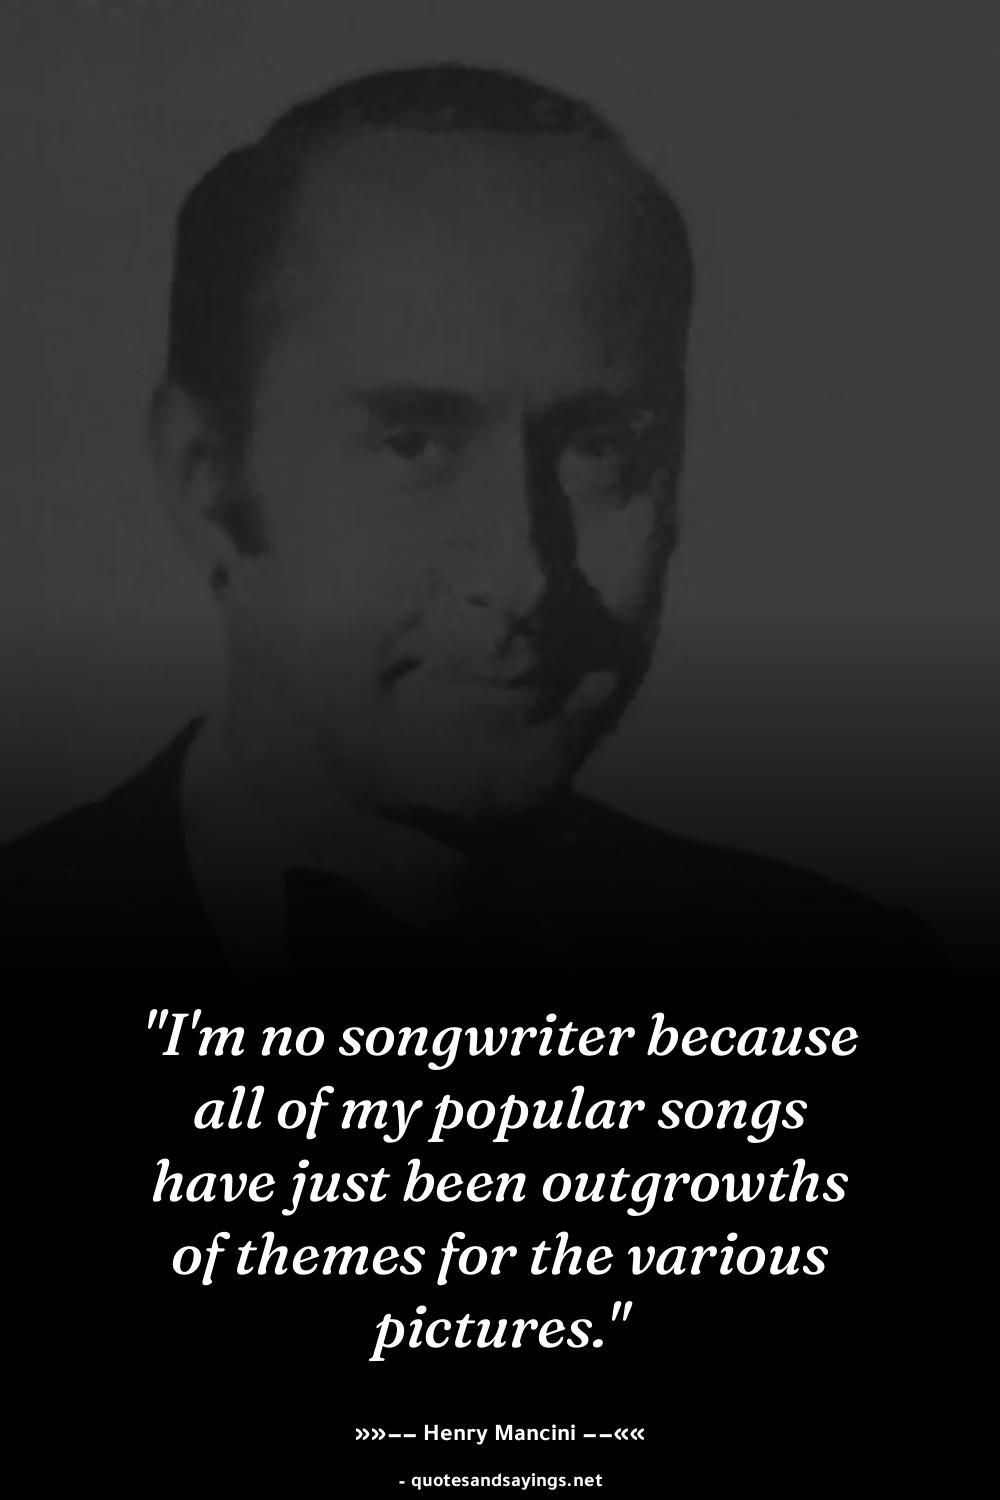 "I'm no songwriter because
all of my popular songs
have just been outgrowths
of themes for the various
pictures."
»»−− Henry Mancini −−««
- quotesandsayings.net